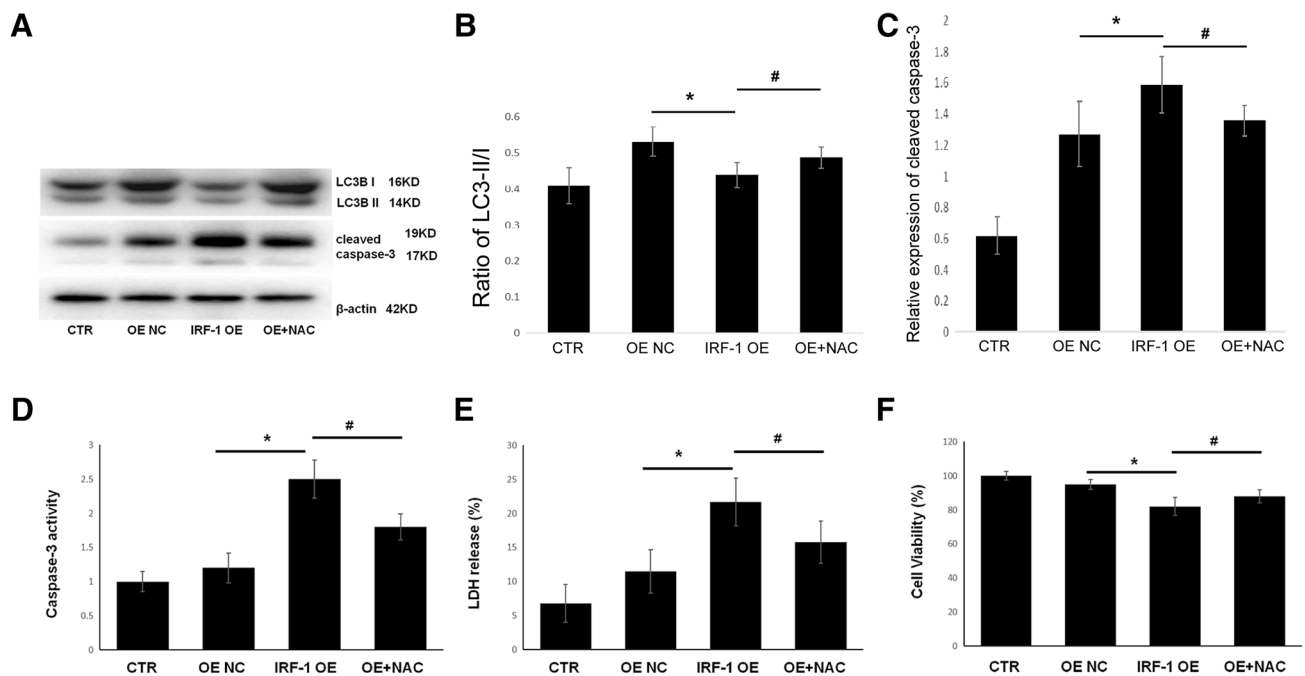 A
LC3B I 16KD
LC3B II 14KD
cleaved 19KD
caspase-3 17KD
β-actin 42KD
CTR OE NC IRF-1 OE OE+NAC
B
Ratio of LC3-II/I
0.6
0.5
0.4
0.3
0.2
0.1
0
* #
CTR OE NC IRF-1 OE OE+NAC
C
Relative expression of cleaved caspase-3
2
1.8
1.6
1.4
1.2
1
0.8
0.6
0.4
0.2
0
* #
CTR OE NC IRF-1 OE OE+NAC
D
Caspase-3 activity
3
2.5
2
1.5
1
0.5
0
* #
CTR OE NC IRF-1 OE OE+NAC
E
LDH release (%)
30
25
20
15
10
5
0
* #
CTR OE NC IRF-1 OE OE+NAC
F
Cell Viability (%)
120
100
80
60
40
20
0
* #
CTR OE NC IRF-1 OE OE+NAC